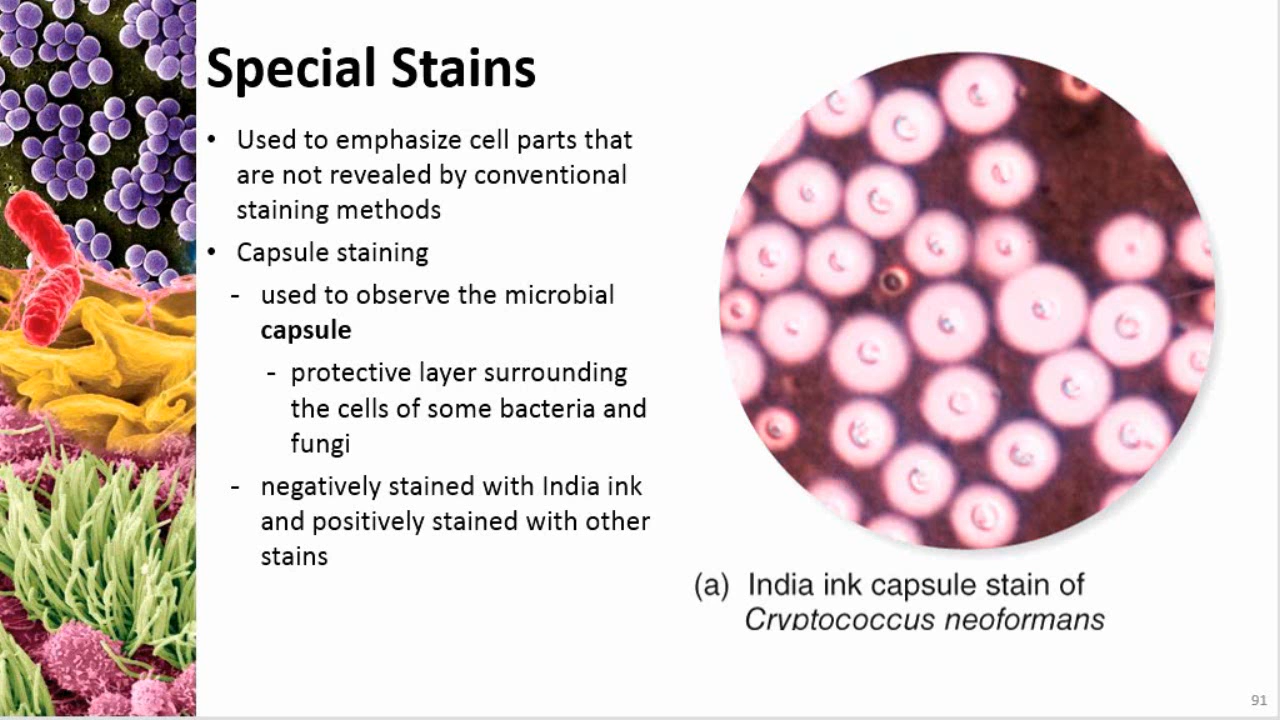 Special Stains
• Used to emphasize cell parts that
are not revealed by conventional
staining methods
• Capsule staining
- used to observe the microbial
capsule
- protective layer surrounding
the cells of some bacteria and
fungi
- negatively stained with India ink
and positively stained with other
stains
(a) India ink capsule stain of
Cryptococcus neoformans
91